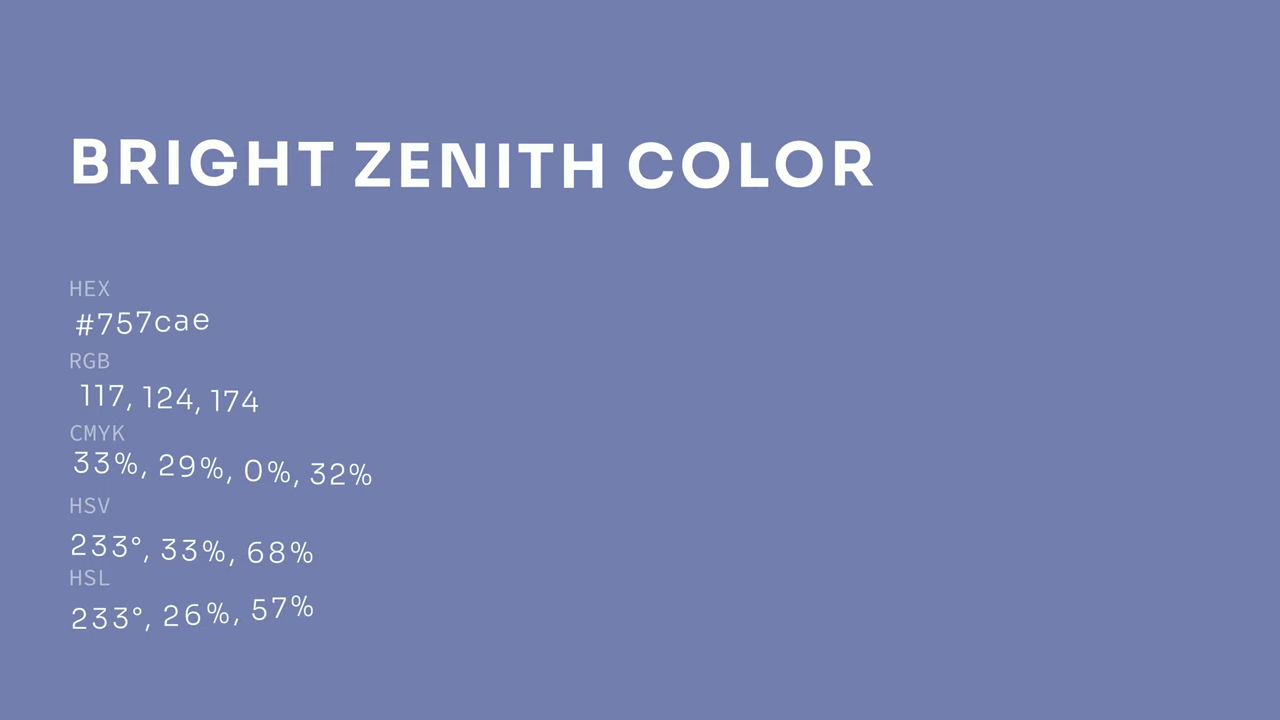 BRIGHT ZENITH COLOR
HEX
#757cae
RGB
117, 124, 174
CMYK
33%, 29%, 0%, 32%
HSV
233°, 33%, 68%
HSL
233°, 26%, 57%